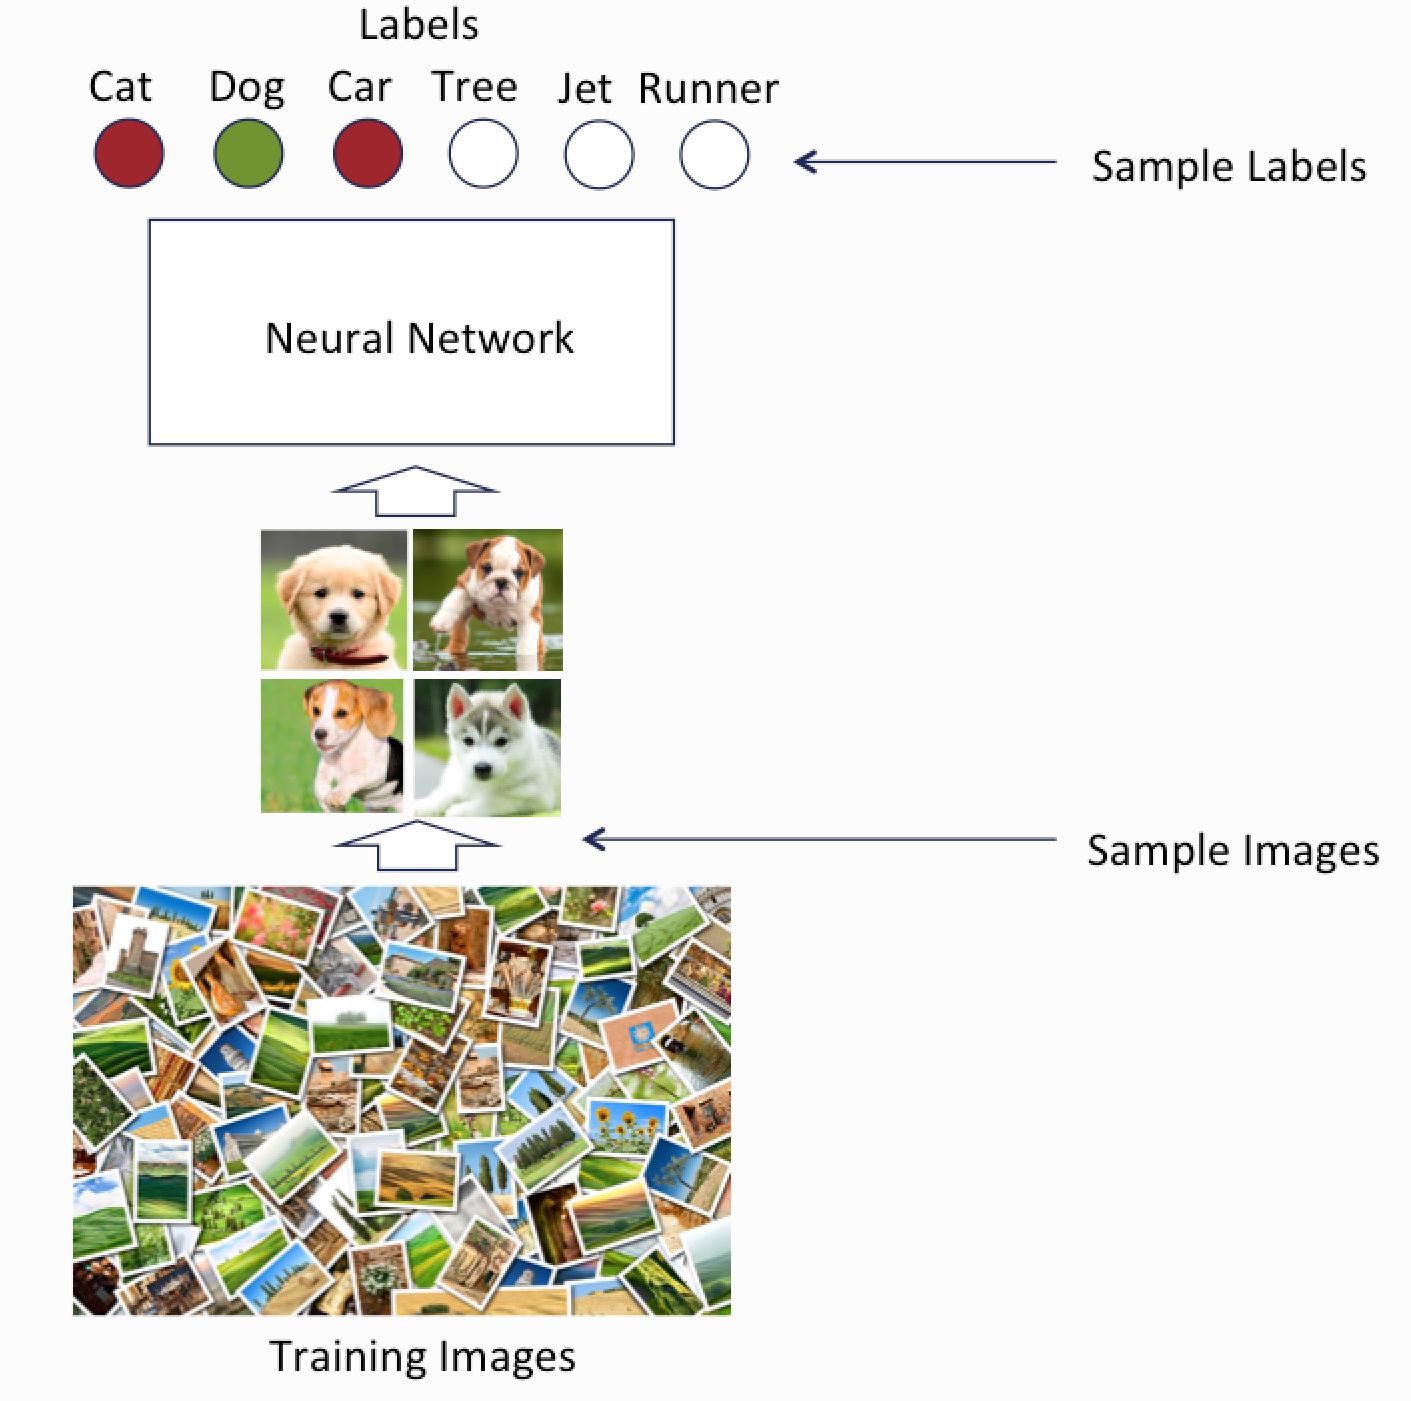 Labels
Cat Dog Car Tree Jet Runner
Sample Labels
Neural Network
Sample Images
Training Images